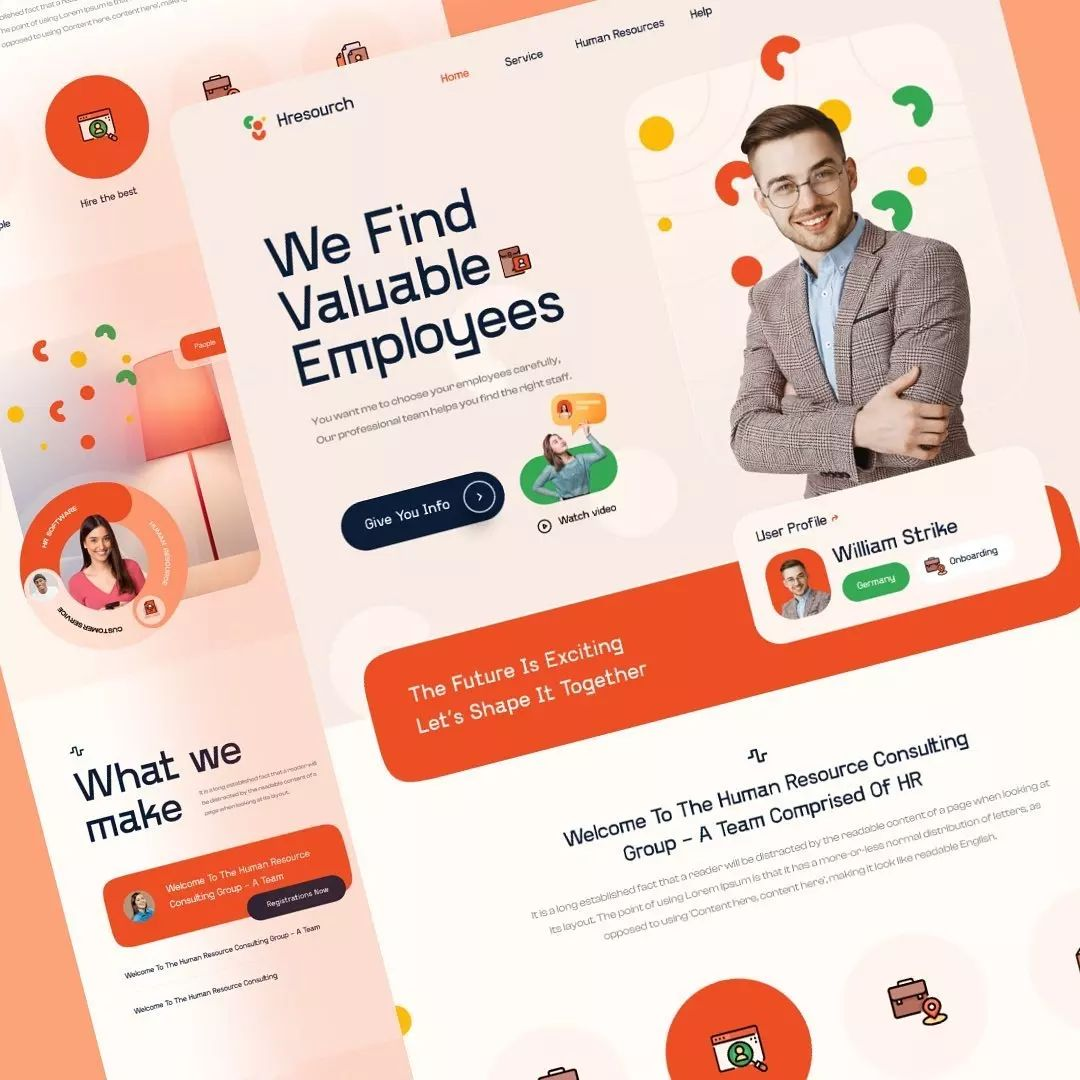 established fact that a reader
The point of using Lorem Ipsum is that
opposed to using 'Content here, content here', making
Hire the best
People
HR SOFTWARE
HUMAN RESOURCE
CUSTOMER SERVICE
What we
make
It is a long established fact that a reader will
be distracted by the readable content of a
page when looking at its layout.
Welcome To The Human Resource
Consulting Group – A Team
Registrations Now
Welcome To The Human Resource Consulting Group – A Team
Welcome To The Human Resource Consulting
Hresourch
Home
Service
Human Resources
Help
We Find
Valuable
Employees
You want me to choose your employees carefully,
Our professional team helps you find the right staff.
Give You Info
Watch video
User Profile
William Strike
Germany
Onboarding
The Future Is Exciting
Let's Shape It Together
Welcome To The Human Resource Consulting
Group – A Team Comprised Of HR
It is a long established fact that a reader will be distracted by the readable content of a page when looking at
its layout. The point of using Lorem Ipsum is that it has a more-or-less normal distribution of letters, as
opposed to using 'Content here, content here', making it look like readable English.